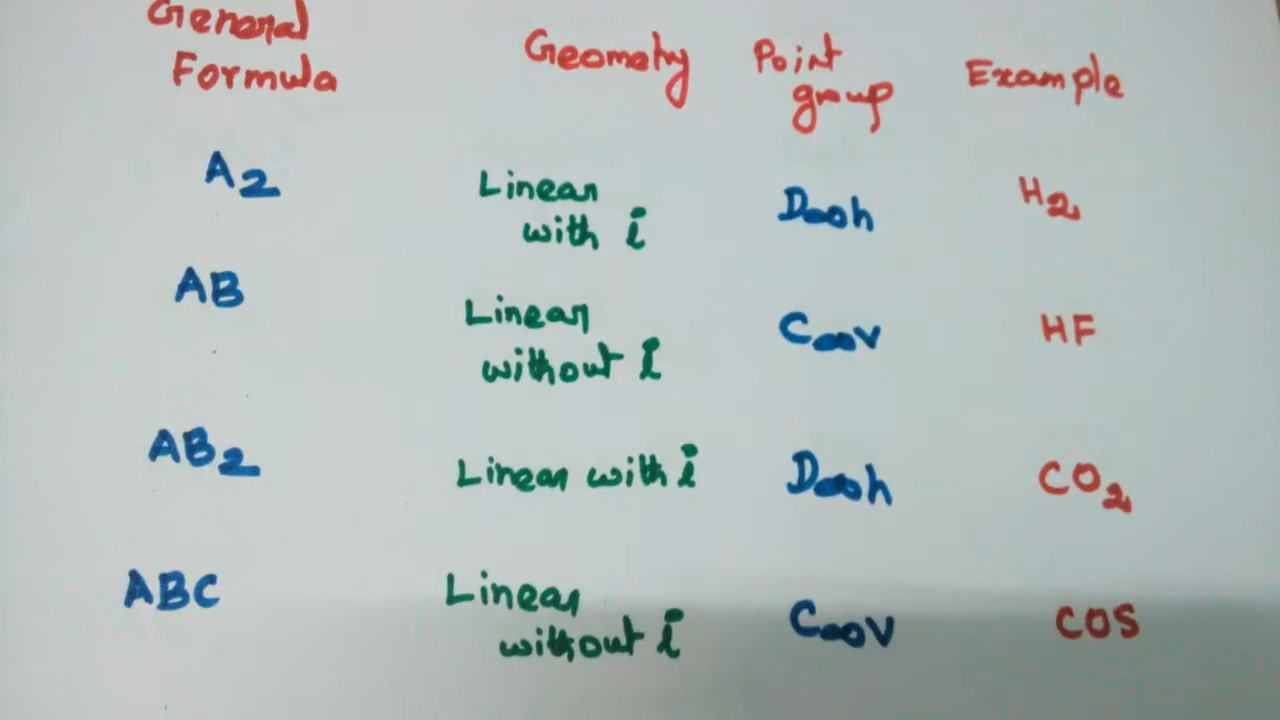 General Formula Geometry Point group Example
A2 Linear with i D∞h H2
AB Linear without i C∞v HF
AB2 Linear with i D∞h CO2
ABC Linear without i C∞v COS